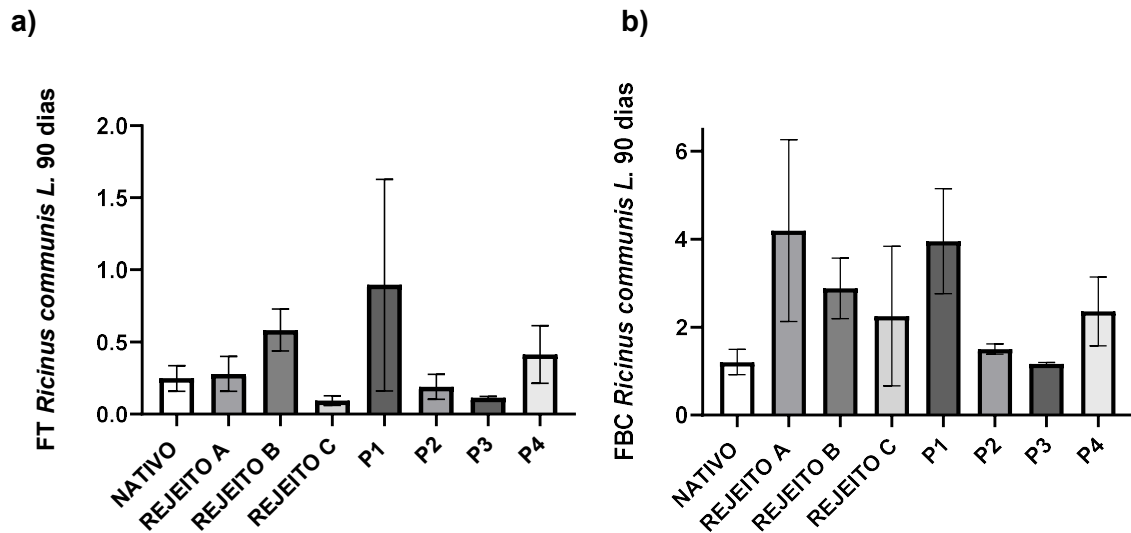 a)
FT Ricinus communis L. 90 dias
2.0
1.5
1.0
0.5
0.0
NATIVO
REJEITO A
REJEITO B
REJEITO C
P1
P2
P3
P4
b)
FBC Ricinus communis L. 90 dias
6
4
2
0
NATIVO
REJEITO A
REJEITO B
REJEITO C
P1
P2
P3
P4